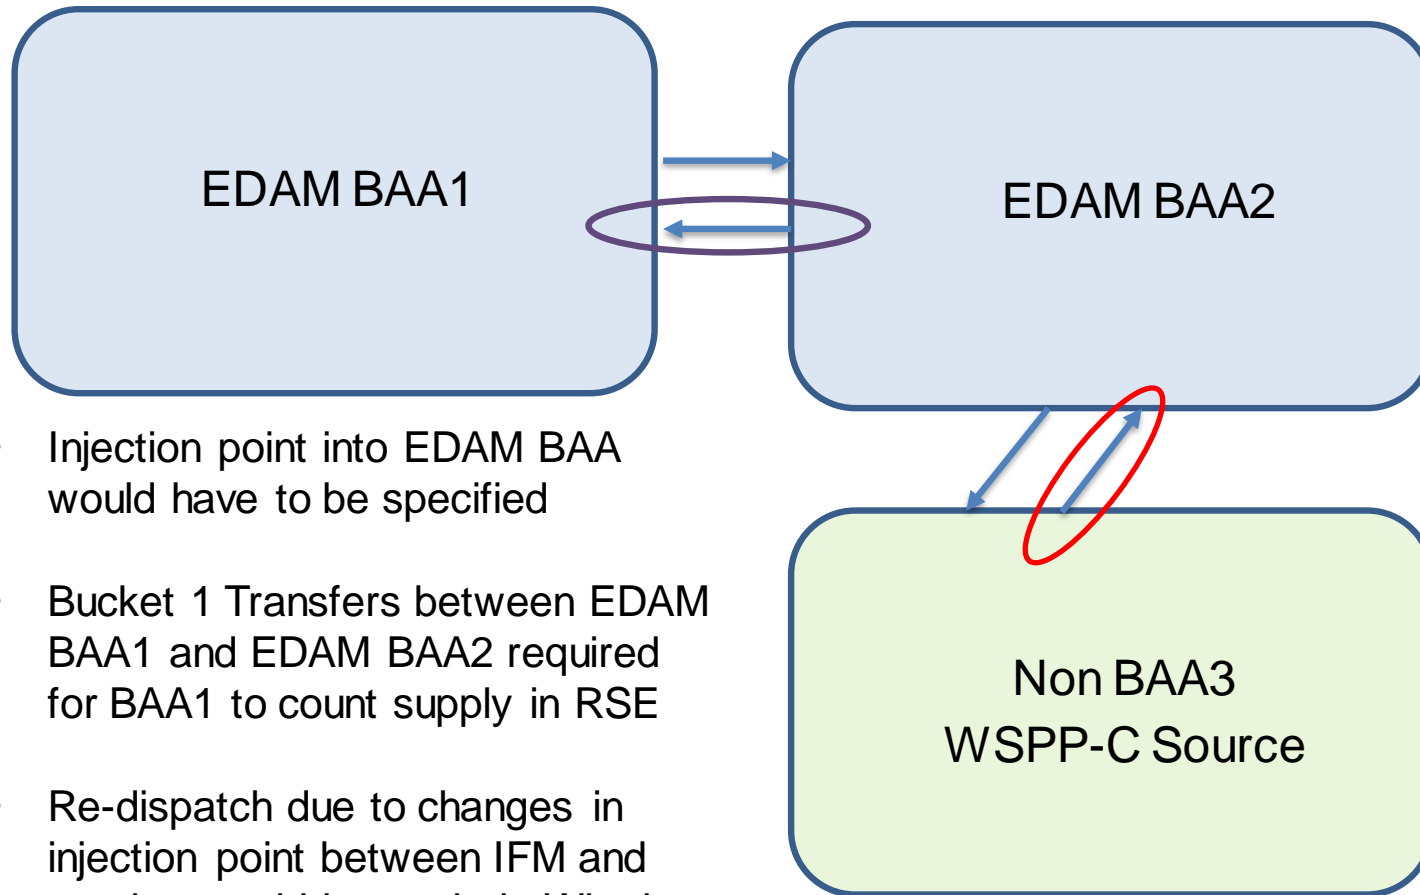 EDAM BAA1
EDAM BAA2
Injection point into EDAM BAA
would have to be specified
Bucket 1 Transfers between EDAM
BAA1 and EDAM BAA2 required
for BAA1 to count supply in RSE
Re-dispatch due to changes in
injection point between IFM and
Non BAA3
WSPP-C Source